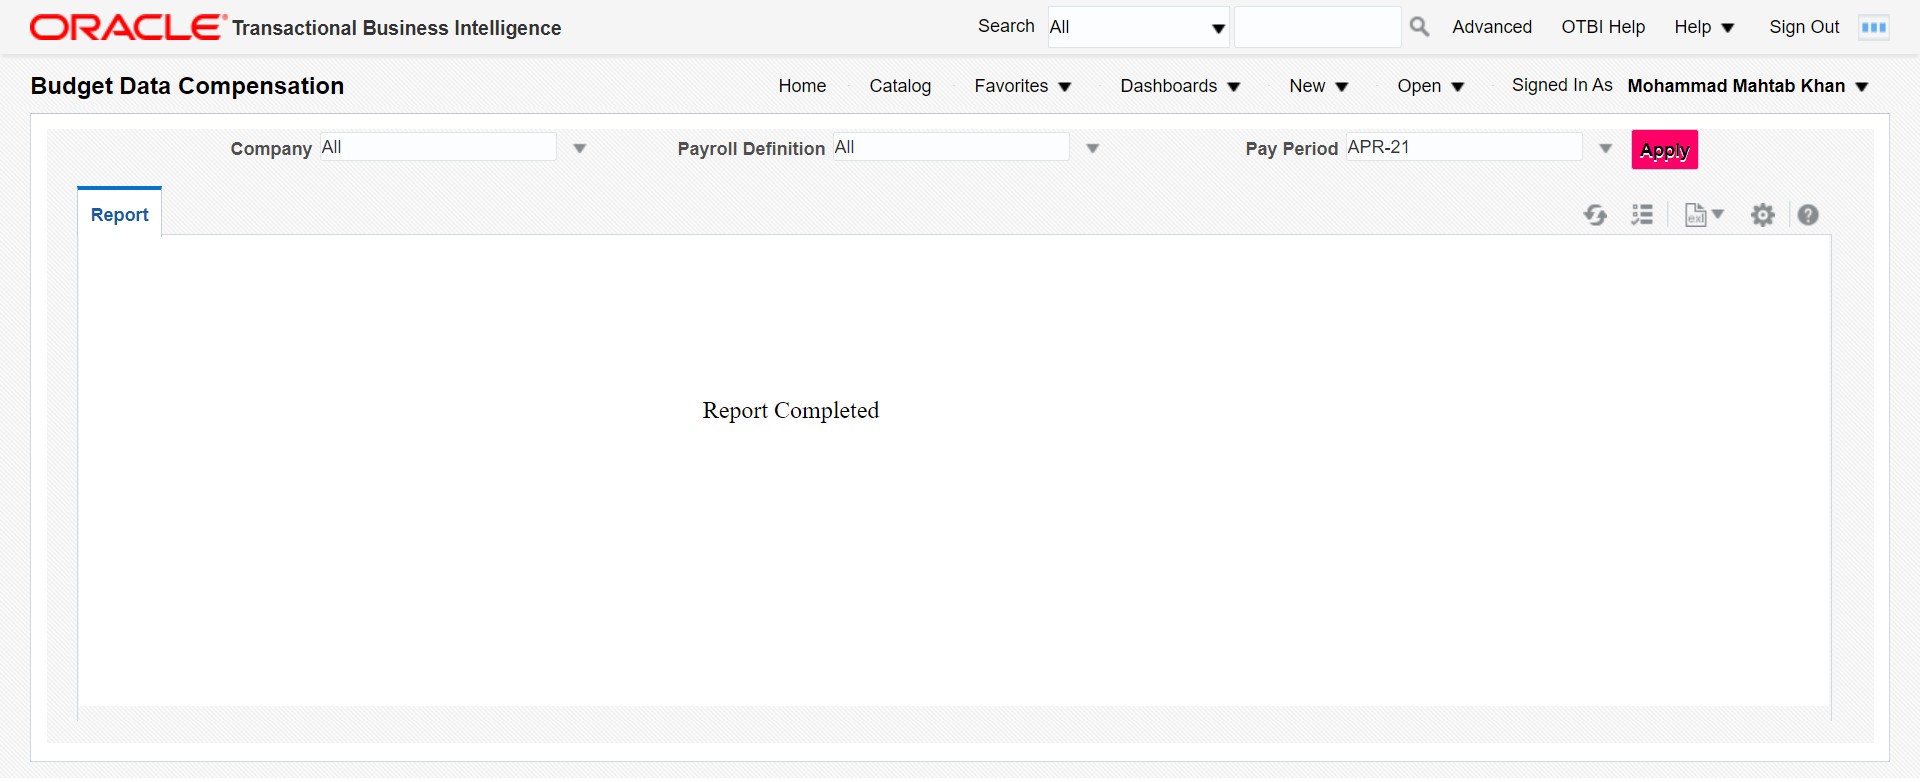 ORACLE Transactional Business Intelligence
Search All Advanced OTBI Help Help Sign Out
Budget Data Compensation
Home Catalog Favorites Dashboards New Open Signed In As Mohammad Mahtab Khan
Company All Payroll Definition All Pay Period APR-21 Apply
Report
exl
Report Completed